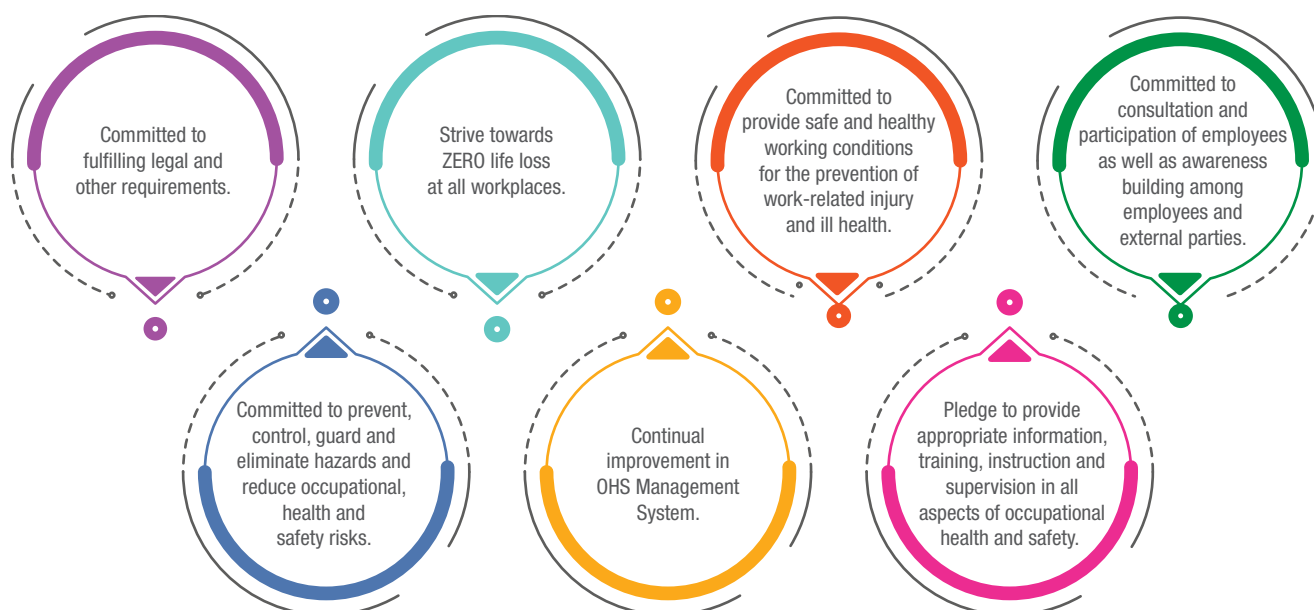 Committed to
fulfilling legal and
other requirements.
Strive towards
ZERO life loss
at all workplaces.
Committed to
provide safe and healthy
working conditions
for the prevention of
work-related injury
and ill health.
Committed to
consultation and
participation of employees
as well as awareness
building among
employees and
external parties.
Committed to prevent,
control, guard and
eliminate hazards and
reduce occupational,
health and
safety risks.
Continual
improvement in
OHS Management
System.
Pledge to provide
appropriate information,
training, instruction and
supervision in all
aspects of occupational
health and safety.